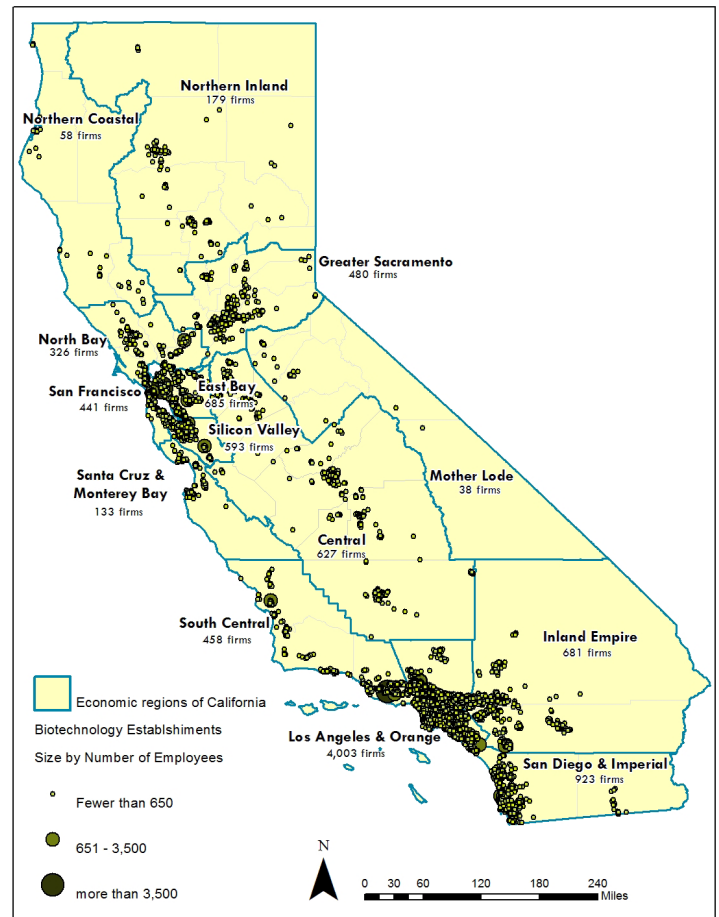 Northern Inland
179 firms
Northern Coastal
58 firms
Greater Sacramento
480 firms
North Bay
326 firms
East Bay
685 firms
San Francisco
441 firms
Silicon Valley
593 firms
Santa Cruz &
Monterey Bay
133 firms
Mother Lode
38 firms
Central
627 firms
South Central
458 firms
Inland Empire
681 firms
Los Angeles & Orange
4,003 firms
San Diego & Imperial
923 firms
Economic regions of California
Biotechnology Establshiments
Size by Number of Employees
Fewer than 650
651 - 3,500
more than 3,500
N
0 15 30 60 120 180 240
Miles